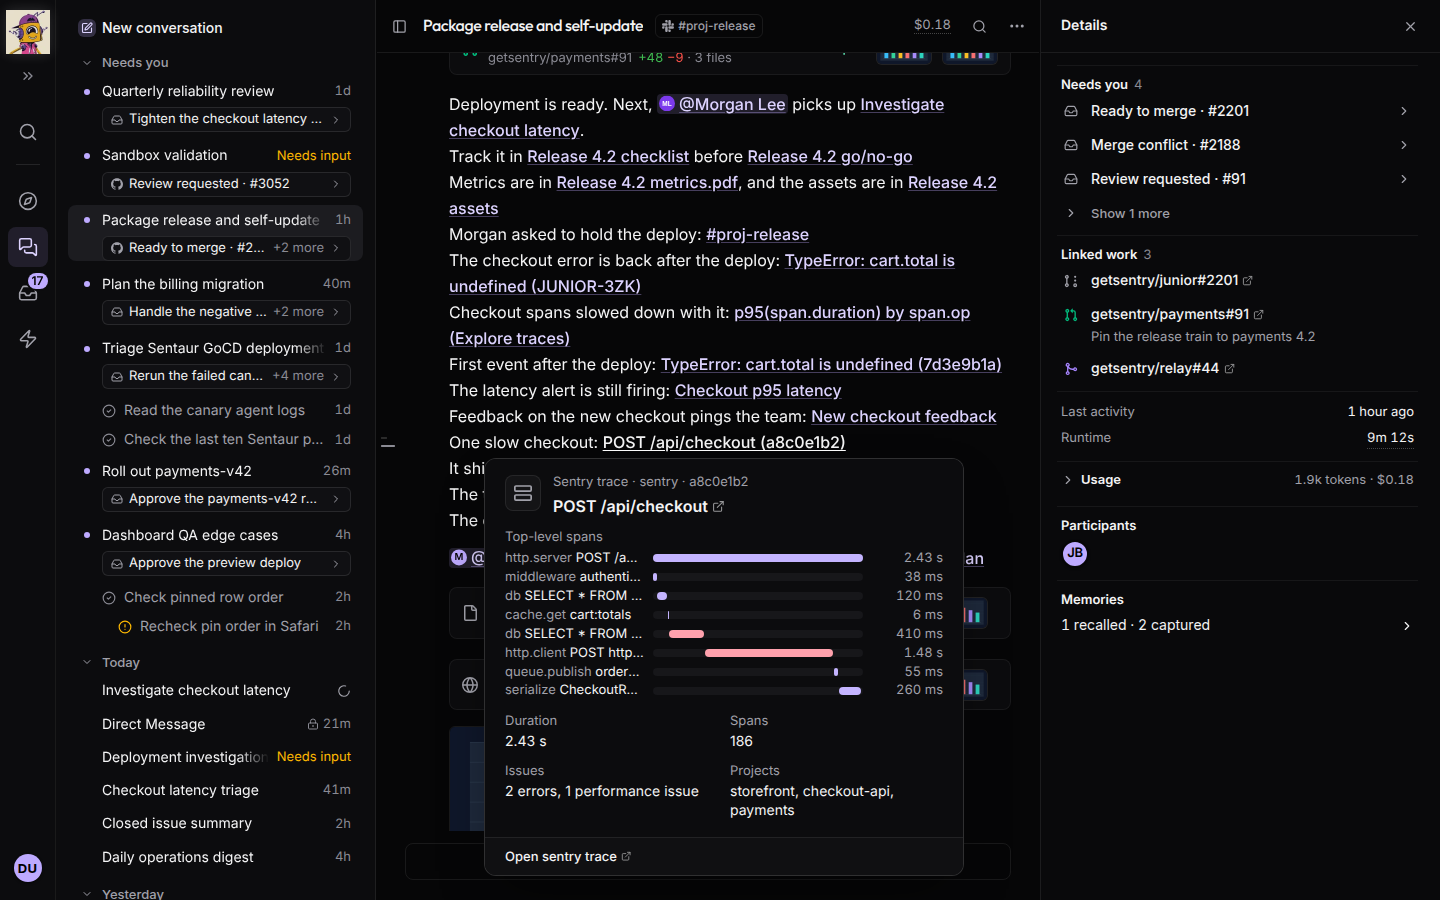 New conversation
Needs you
Quarterly reliability review 1d
Tighten the checkout latency ...
Sandbox validation Needs input
Review requested · #3052
Package release and self-update 1h
Ready to merge · #2... +2 more
Plan the billing migration 40m
Handle the negative ... +2 more
Triage Sentaur GoCD deployment 1d
Rerun the failed can... +4 more
Read the canary agent logs 1d
Check the last ten Sentaur p... 1d
Roll out payments-v42 26m
Approve the payments-v42 r...
Dashboard QA edge cases 4h
Approve the preview deploy
Check pinned row order 2h
Recheck pin order in Safari 2h
Today
Investigate checkout latency
Direct Message 21m
Deployment investigation Needs input
Checkout latency triage 41m
Closed issue summary 2h
Daily operations digest 4h
Yesterday
17
DU
Package release and self-update #proj-release $0.18
getsentry/payments#91 +48 −9 · 3 files
Deployment is ready. Next, ML @Morgan Lee picks up Investigate
checkout latency.
Track it in Release 4.2 checklist before Release 4.2 go/no-go
Metrics are in Release 4.2 metrics.pdf, and the assets are in Release 4.2
assets
Morgan asked to hold the deploy: #proj-release
The checkout error is back after the deploy: TypeError: cart.total is
undefined (JUNIOR-3ZK)
Checkout spans slowed down with it: p95(span.duration) by span.op
(Explore traces)
First event after the deploy: TypeError: cart.total is undefined (7d3e9b1a)
The latency alert is still firing: Checkout p95 latency
Feedback on the new checkout pings the team: New checkout feedback
One slow checkout: POST /api/checkout (a8c0e1b2)
It shi
The
The
M @
Sentry trace · sentry · a8c0e1b2
POST /api/checkout
Top-level spans
http.server POST /a... 2.43 s
middleware authenti... 38 ms
db SELECT * FROM ... 120 ms
cache.get cart:totals 6 ms
db SELECT * FROM ... 410 ms
http.client POST http... 1.48 s
queue.publish order... 55 ms
serialize CheckoutR... 260 ms
Duration Spans
2.43 s 186
Issues Projects
2 errors, 1 performance issue storefront, checkout-api,
payments
Open sentry trace
Details
Needs you 4
Ready to merge · #2201
Merge conflict · #2188
Review requested · #91
Show 1 more
Linked work 3
getsentry/junior#2201
getsentry/payments#91
Pin the release train to payments 4.2
getsentry/relay#44
Last activity 1 hour ago
Runtime 9m 12s
Usage 1.9k tokens · $0.18
Participants
JB
Memories
1 recalled · 2 captured